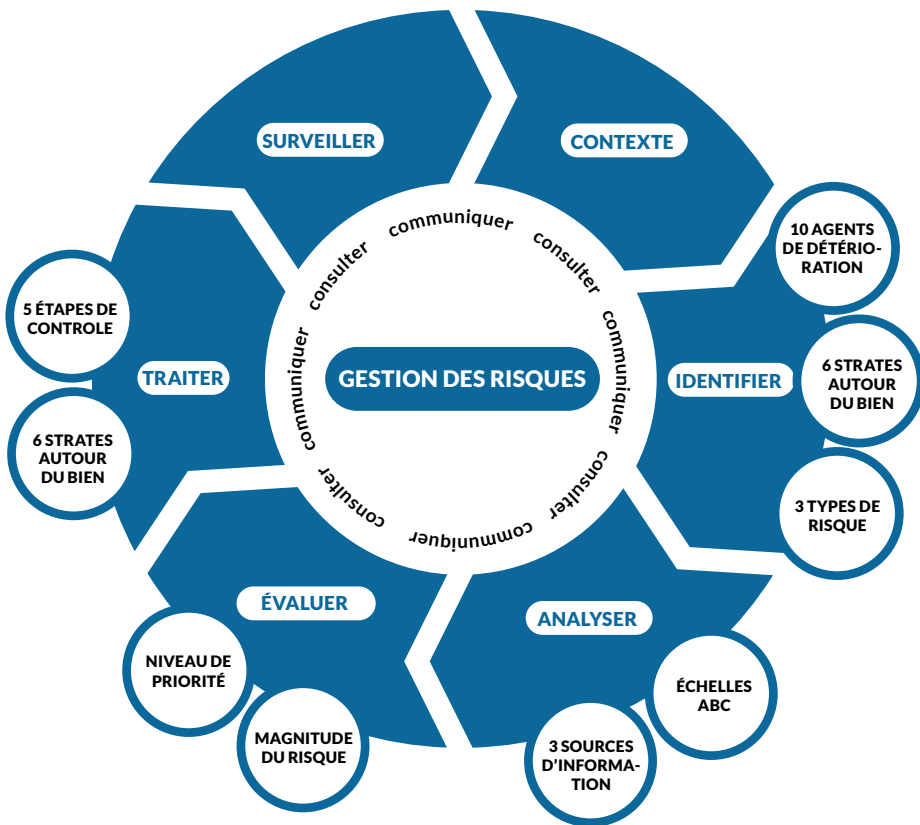 SURVEILLER
CONTEXTE
communiquer
consulter
communiquer
consulter
communiquer
consulter
communiquer
consulter
GESTION DES RISQUES
10 AGENTS
DE DÉTÉRIO-
RATION
IDENTIFIER
6 STRATES
AUTOUR
DU BIEN
3 TYPES DE
RISQUE
ANALYSER
ÉCHELLES
ABC
3 SOURCES
D'INFORMA-
TION
ÉVALUER
MAGNITUDE
DU RISQUE
NIVEAU DE
PRIORITÉ
TRAITER
6 STRATES
AUTOUR
DU BIEN
5 ÉTAPES DE
CONTROLE